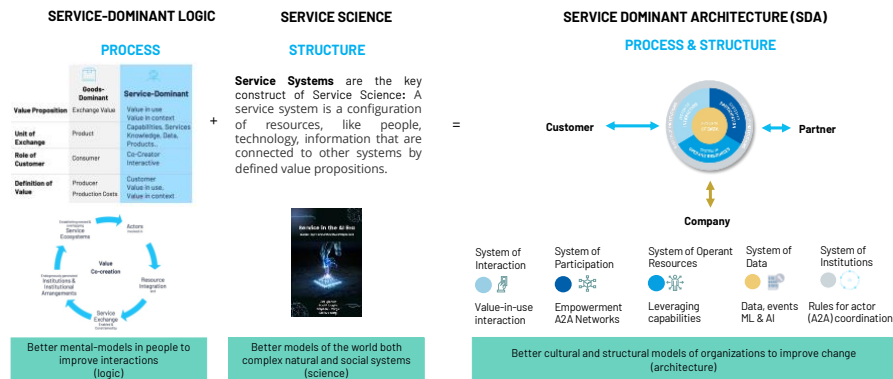 SERVICE-DOMINANT LOGIC
PROCESS
Goods-
Dominant
Service-Dominant
Value Proposition
Exchange Value
Value in use
Value in context
Unit of
Exchange
Product
Capabilities, Services
Knowledge, Data,
Products..
Role of
Customer
Consumer
Co-Creator
Interactive
Definition of
Value
Producer
Production Costs
Customer
Value in use,
Value in context
Service
Ecosystems
Actors
Value
Co-creation
Institutions &
Institutional
Arrangements
Resource
Integration
Service
Exchange
Better mental-models in people to
improve interactions
(logic)
+
SERVICE SCIENCE
STRUCTURE
Service Systems are the key
construct of Service Science: A
service system is a configuration
of resources, like people,
technology, information that are
connected to other systems by
defined value propositions.
Service in the AI Era
Better models of the world both
complex natural and social systems
(science)
=
SERVICE DOMINANT ARCHITECTURE (SDA)
PROCESS & STRUCTURE
Customer
Partner
Company
System of
Interaction
Value-in-use
interaction
System of
Participation
Empowerment
A2A Networks
System of Operant
Resources
Leveraging
capabilities
System of
Data
Data, events
ML & AI
System of
Institutions
Rules for actor
(A2A) coordination
Better cultural and structural models of organizations to improve change
(architecture)